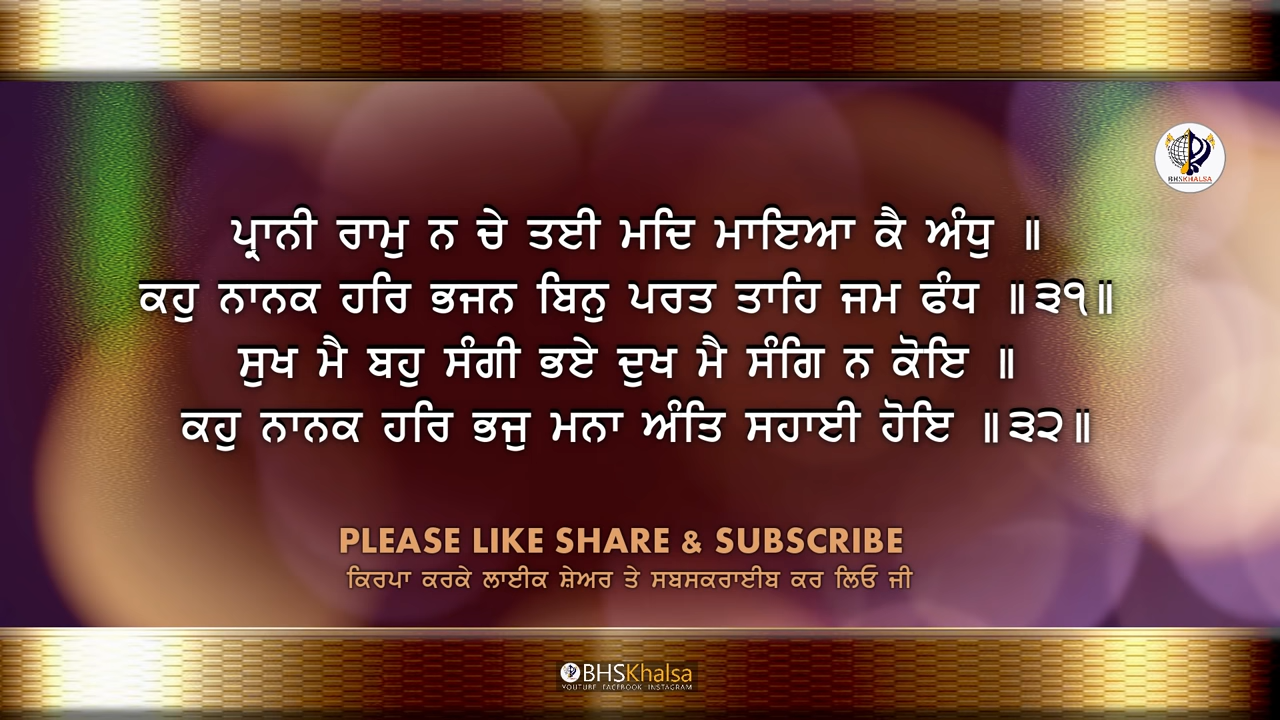 BHSKHALSA
ਪ੍ਰਾਨੀ ਰਾਮੁ ਨ ਚੇ ਤਈ ਮਦਿ ਮਾਇਆ ਕੈ ਅੰਧੁ ॥
ਕਹੁ ਨਾਨਕ ਹਰਿ ਭਜਨ ਬਿਨੁ ਪਰਤ ਤਾਹਿ ਜਮ ਫੰਧ ॥੩੧॥
ਸੁਖ ਮੈ ਬਹੁ ਸੰਗੀ ਭਏ ਦੁਖ ਮੈ ਸੰਗਿ ਨ ਕੋਇ ॥
ਕਹੁ ਨਾਨਕ ਹਰਿ ਭਜੁ ਮਨਾ ਅੰਤਿ ਸਹਾਈ ਹੋਇ ॥੩੨॥
PLEASE LIKE SHARE & SUBSCRIBE
ਕਿਰਪਾ ਕਰਕੇ ਲਾਈਕ ਸ਼ੇਅਰ ਤੇ ਸਬਸਕਰਾਈਬ ਕਰ ਲਿਓ ਜੀ
BHSKhalsa
YOUTUBE FACEBOOK INSTAGRAM